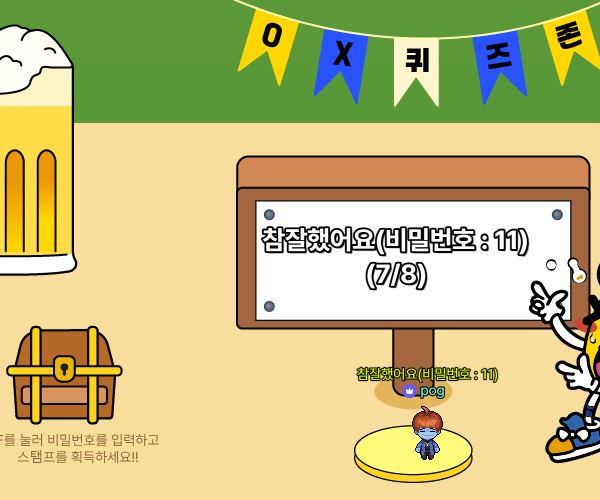 O X 퀴 즈 존
참잘했어요(비밀번호 : 11)
(7/8)
참잘했어요(비밀번호 : 11)
pog
F를 눌러 비밀번호를 입력하고
스탬프를 획득하세요!!